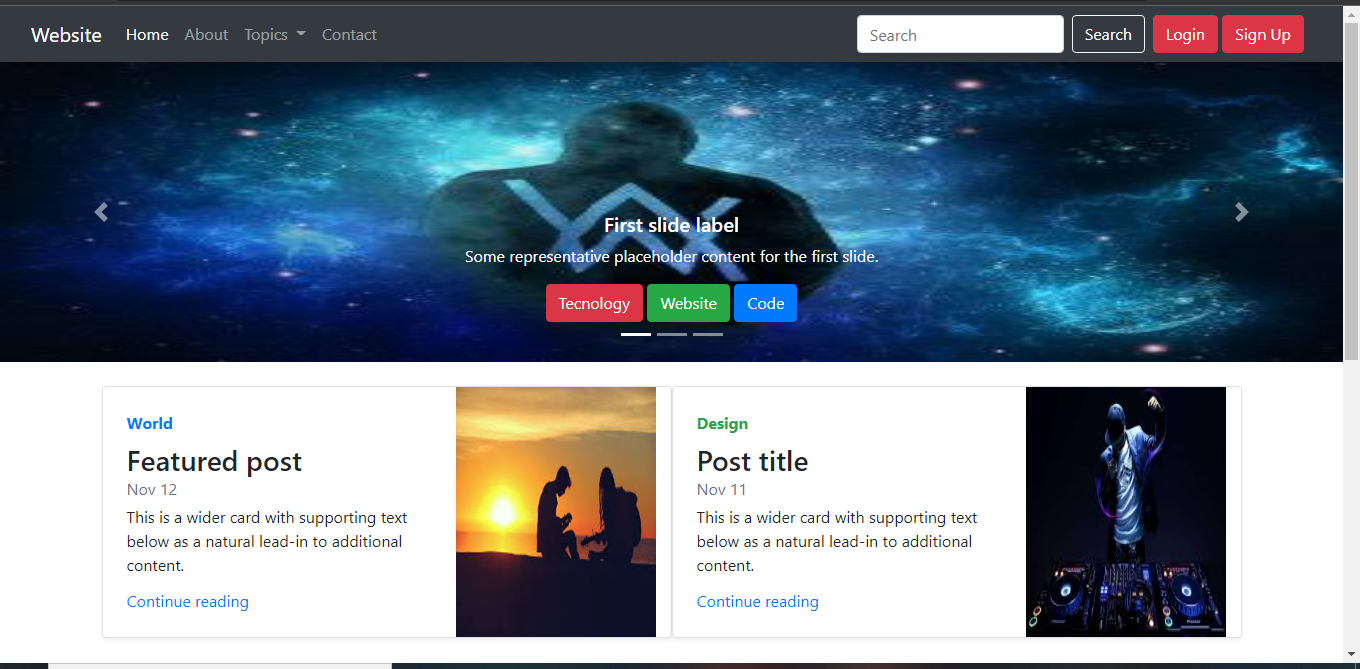 Website Home About Topics Contact Search Search Login Sign Up
First slide label
Some representative placeholder content for the first slide.
Tecnology Website Code
World
Featured post
Nov 12
This is a wider card with supporting text
below as a natural lead-in to additional
content.
Continue reading
Design
Post title
Nov 11
This is a wider card with supporting text
below as a natural lead-in to additional
content.
Continue reading